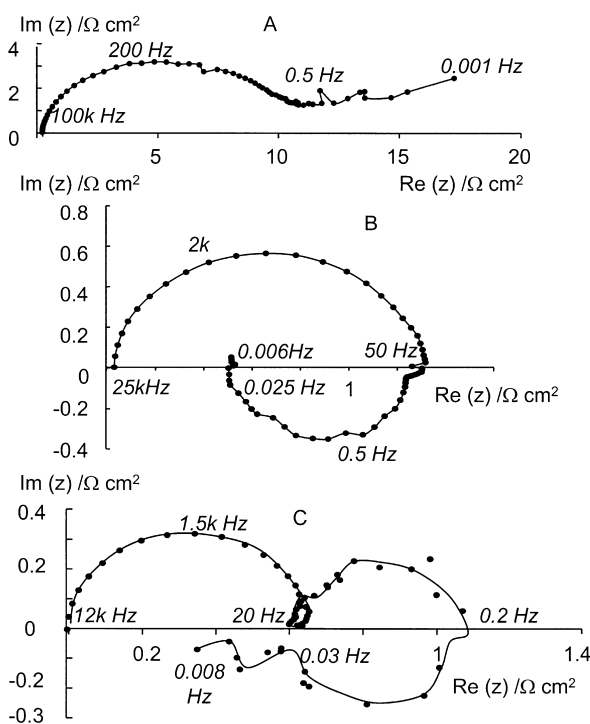 Im (z) /Ω cm²
A
4
200 Hz
0.5 Hz
0.001 Hz
2
100k Hz
0
5
10
15
20
Im (z) /Ω cm²
Re (z) /Ω cm²
0.8
B
0.6
2k
0.4
0.2
0.006Hz
50 Hz
0
25kHz
0.025 Hz
1
Re (z) /Ω cm²
-0.2
-0.4
0.5 Hz
Im (z) /Ω cm²
0.4
1.5k Hz
C
0.2
12k Hz
20 Hz
0.2 Hz
0
0.2
0.03 Hz
1
1.4
0.008
Hz
Re (z) /Ω cm²
-0.2
-0.3